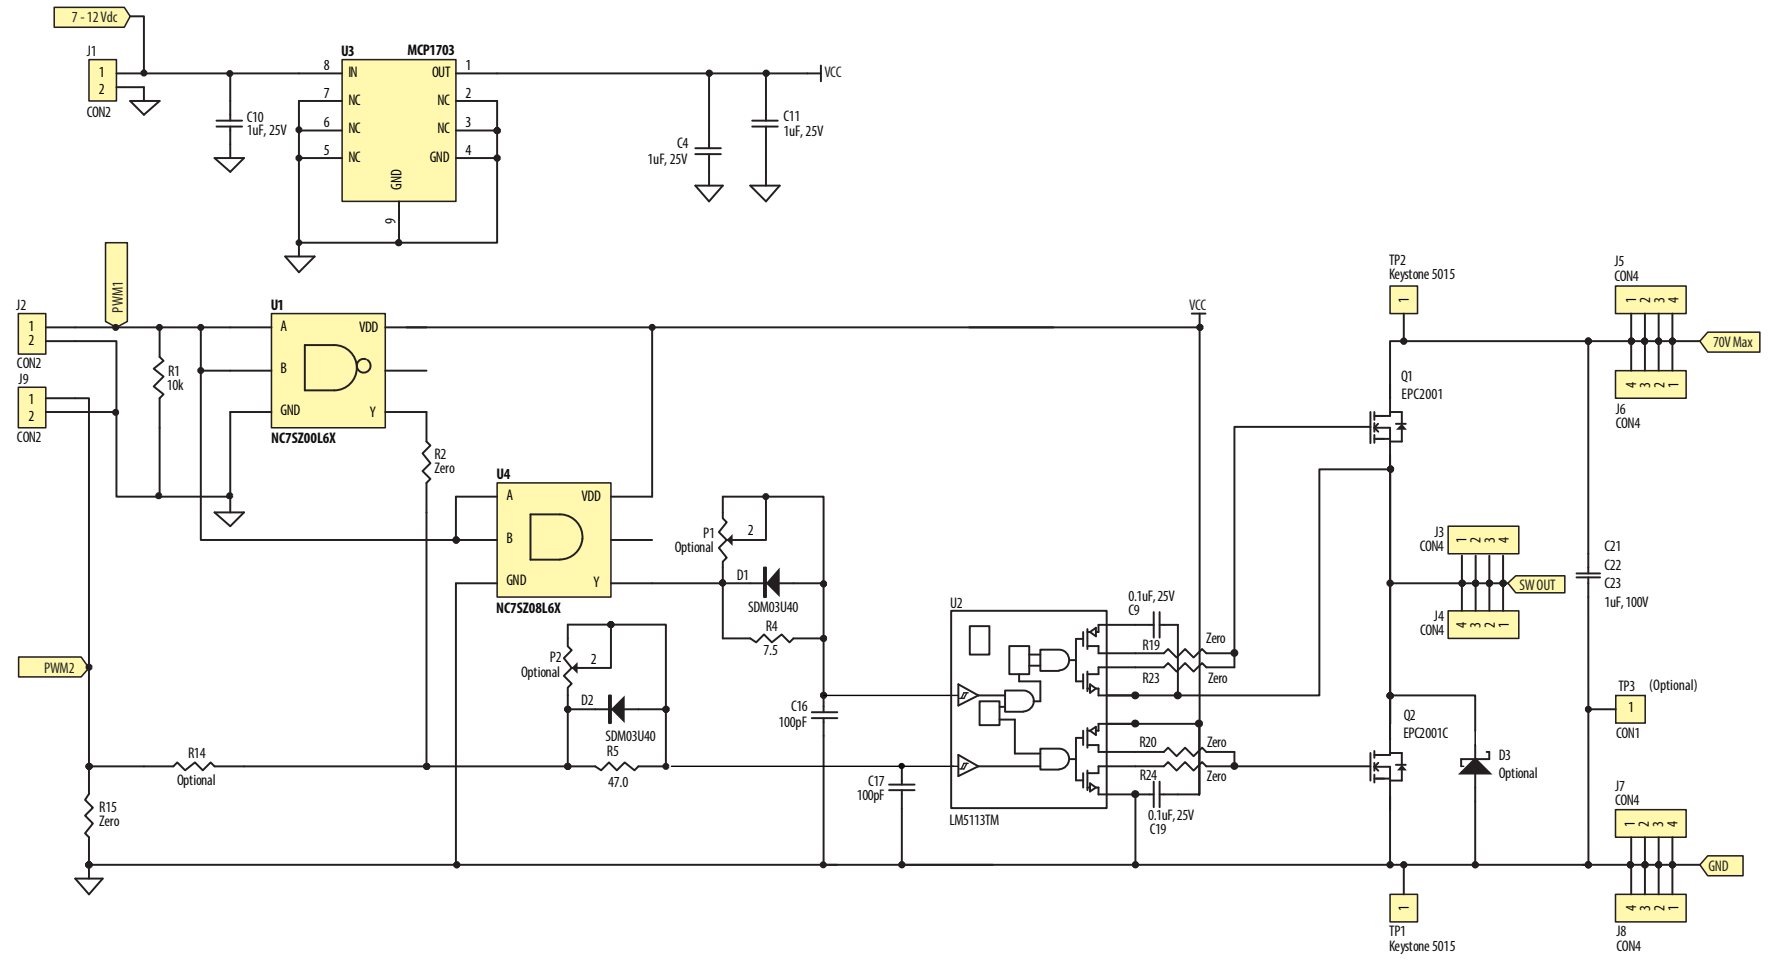 7 - 12 Vdc
J1
1
2
CON2
C10
1uF, 25V
U3
MCP1703
8
IN
OUT
1
7
NC
NC
2
6
NC
NC
3
5
NC
GND
4
GND
9
C4
1uF, 25V
C11
1uF, 25V
VCC
PWM1
J2
1
2
CON2
J9
1
2
CON2
R1
10k
U1
A
VDD
B
GND
Y
NC7SZ00L6X
R2
Zero
U4
A
VDD
B
GND
Y
NC7SZ08L6X
PWM2
R14
Optional
R15
Zero
P1
Optional
2
D1
SDM03U40
R4
7.5
P2
Optional
2
D2
SDM03U40
R5
47.0
C16
100pF
C17
100pF
U2
LM5113TM
0.1uF, 25V
C9
R19
Zero
R23
Zero
R20
Zero
R24
Zero
0.1uF, 25V
C19
VCC
TP2
Keystone 5015
1
Q1
EPC2001
Q2
EPC2001C
D3
Optional
J5
CON4
1 2 3 4
70V Max
4 3 2 1
J6
CON4
J3
CON4
1 2 3 4
SW OUT
J4
CON4
4 3 2 1
C21
C22
C23
1uF, 100V
TP3
(Optional)
1
CON1
J7
CON4
1 2 3 4
GND
4 3 2 1
J8
CON4
1
TP1
Keystone 5015